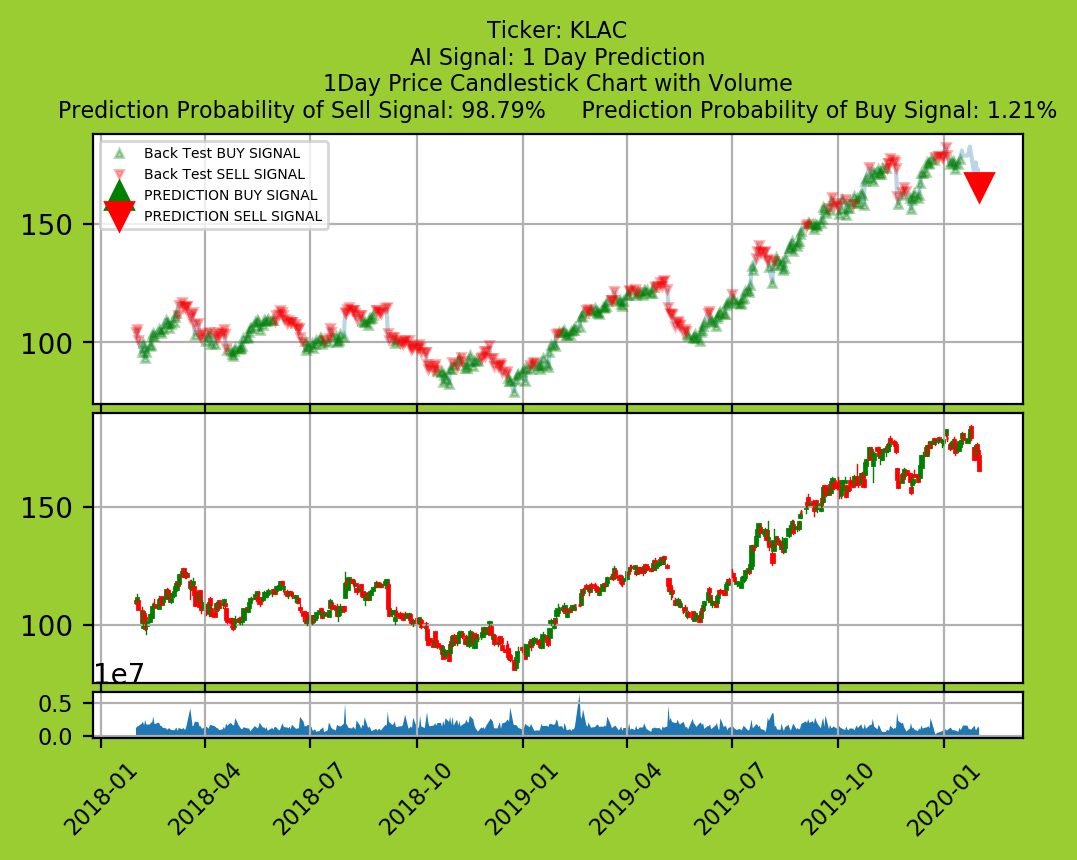 Ticker: KLAC
AI Signal: 1 Day Prediction
1Day Price Candlestick Chart with Volume
Prediction Probability of Sell Signal: 98.79%     Prediction Probability of Buy Signal: 1.21%
Back Test BUY SIGNAL
Back Test SELL SIGNAL
PREDICTION BUY SIGNAL
PREDICTION SELL SIGNAL
150
100
150
100
1e7
0.5
0.0
2018-01
2018-04
2018-07
2018-10
2019-01
2019-04
2019-07
2019-10
2020-01